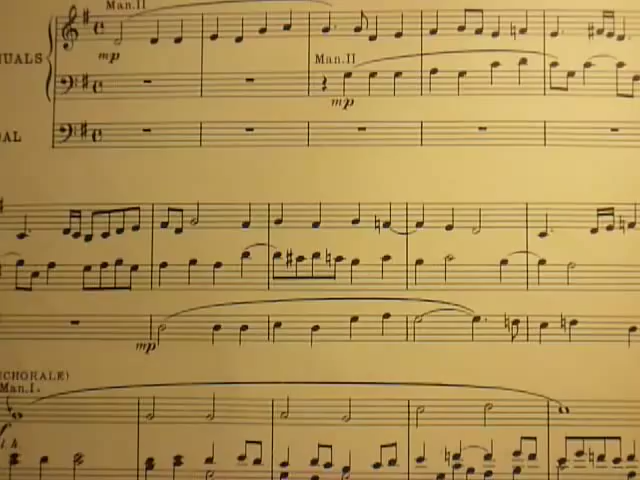 Man.II
mp
UALS
Man.II
mp
AL
mp
(CHORALE)
Man.I.